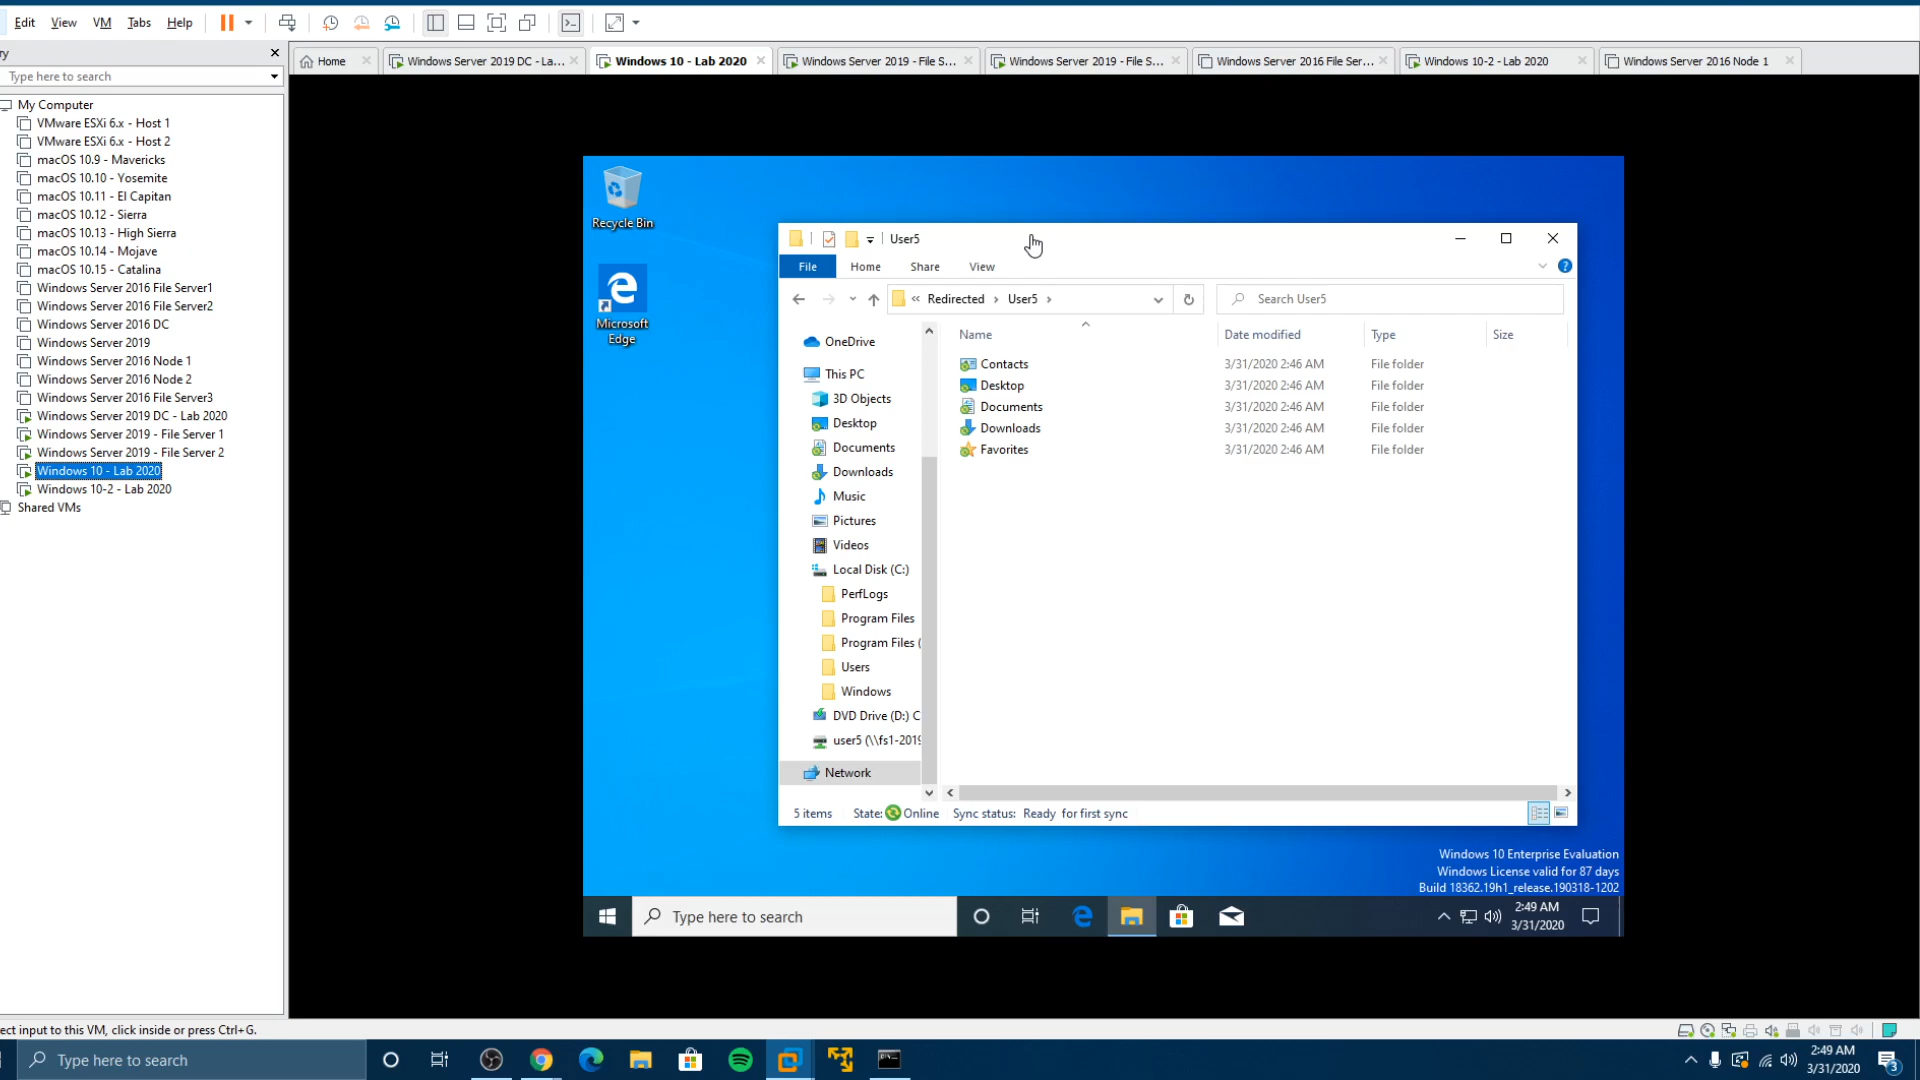 Edit View VM Tabs Help
ry
Type here to search
My Computer
VMware ESXi 6.x - Host 1
VMware ESXi 6.x - Host 2
macOS 10.9 - Mavericks
macOS 10.10 - Yosemite
macOS 10.11 - El Capitan
macOS 10.12 - Sierra
macOS 10.13 - High Sierra
macOS 10.14 - Mojave
macOS 10.15 - Catalina
Windows Server 2016 File Server1
Windows Server 2016 File Server2
Windows Server 2016 DC
Windows Server 2019
Windows Server 2016 Node 1
Windows Server 2016 Node 2
Windows Server 2016 File Server3
Windows Server 2019 DC - Lab 2020
Windows Server 2019 - File Server 1
Windows Server 2019 - File Server 2
Windows 10 - Lab 2020
Windows 10-2 - Lab 2020
Shared VMs
Home Windows Server 2019 DC - La... Windows 10 - Lab 2020 Windows Server 2019 - File S... Windows Server 2019 - File S... Windows Server 2016 File Ser... Windows 10-2 - Lab 2020 Windows Server 2016 Node 1
Recycle Bin
Microsoft
Edge
User5
File Home Share View
« Redirected › User5 ›
Search User5
OneDrive
This PC
3D Objects
Desktop
Documents
Downloads
Music
Pictures
Videos
Local Disk (C:)
PerfLogs
Program Files
Program Files (
Users
Windows
DVD Drive (D:) C
user5 (\\fs1-2019
Network
Name Date modified Type Size
Contacts 3/31/2020 2:46 AM File folder
Desktop 3/31/2020 2:46 AM File folder
Documents 3/31/2020 2:46 AM File folder
Downloads 3/31/2020 2:46 AM File folder
Favorites 3/31/2020 2:46 AM File folder
5 items State: Online Sync status: Ready for first sync
Windows 10 Enterprise Evaluation
Windows License valid for 87 days
Build 18362.19h1_release.190318-1202
Type here to search
2:49 AM
3/31/2020
ect input to this VM, click inside or press Ctrl+G.
Type here to search
2:49 AM
3/31/2020
3